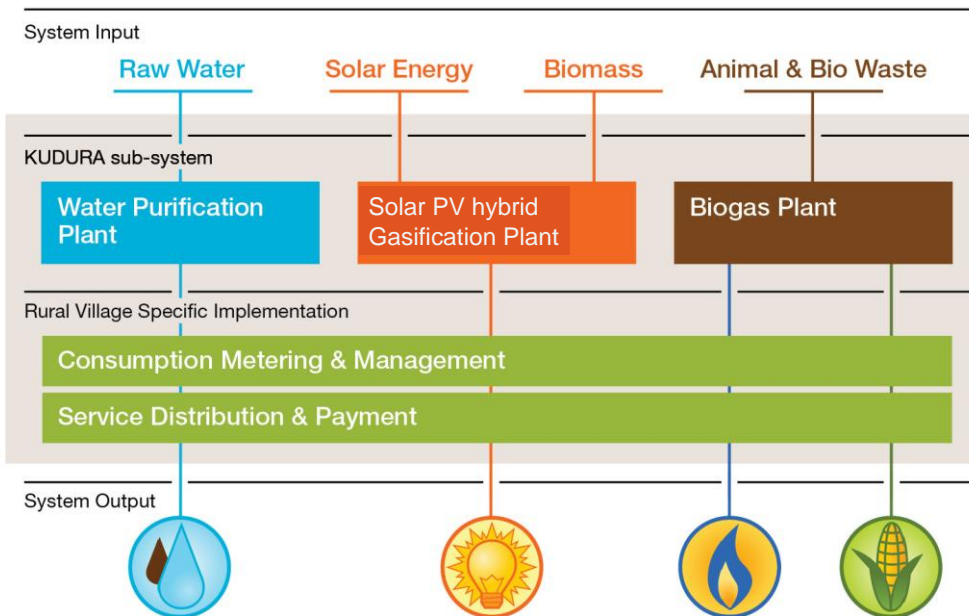 System Input
Raw Water
Solar Energy
Biomass
Animal & Bio Waste
KUDURA sub-system
Water Purification
Plant
Solar PV hybrid
Gasification Plant
Biogas Plant
Rural Village Specific Implementation
Consumption Metering & Management
Service Distribution & Payment
System Output